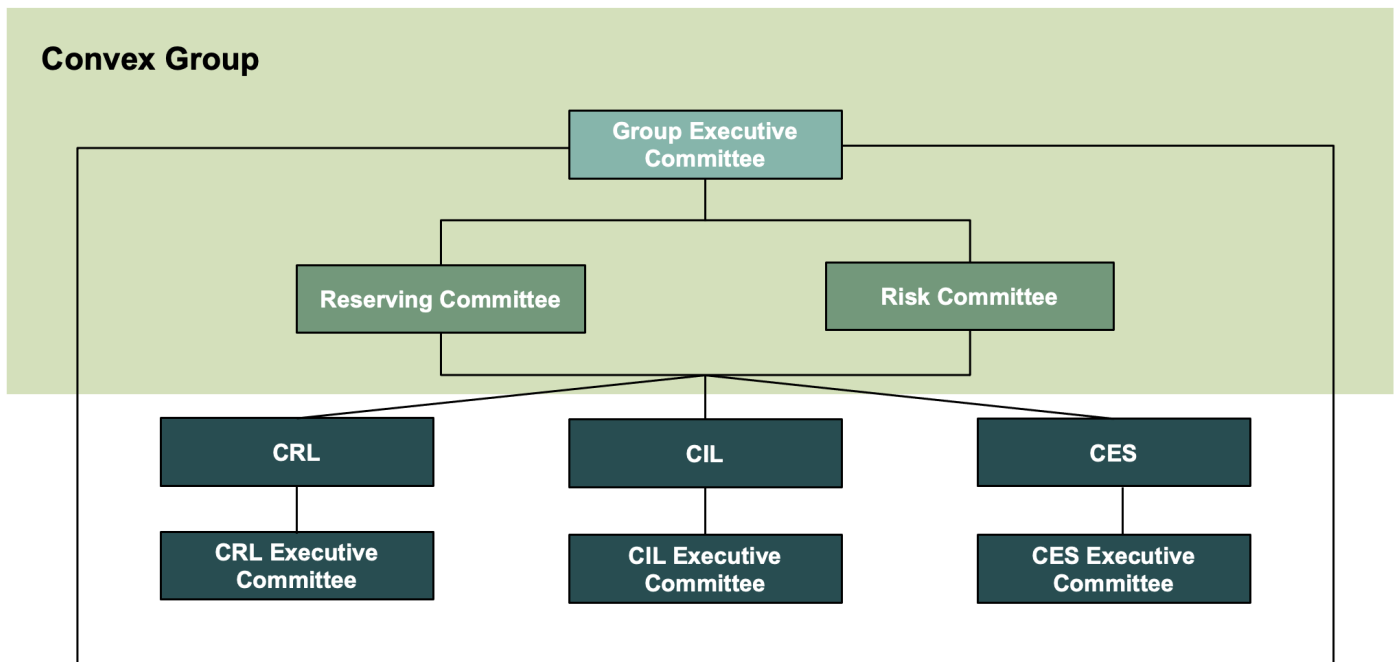 Convex Group
Group Executive
Committee
Reserving Committee
Risk Committee
CRL
CIL
CES
CRL Executive
Committee
CIL Executive
Committee
CES Executive
Committee